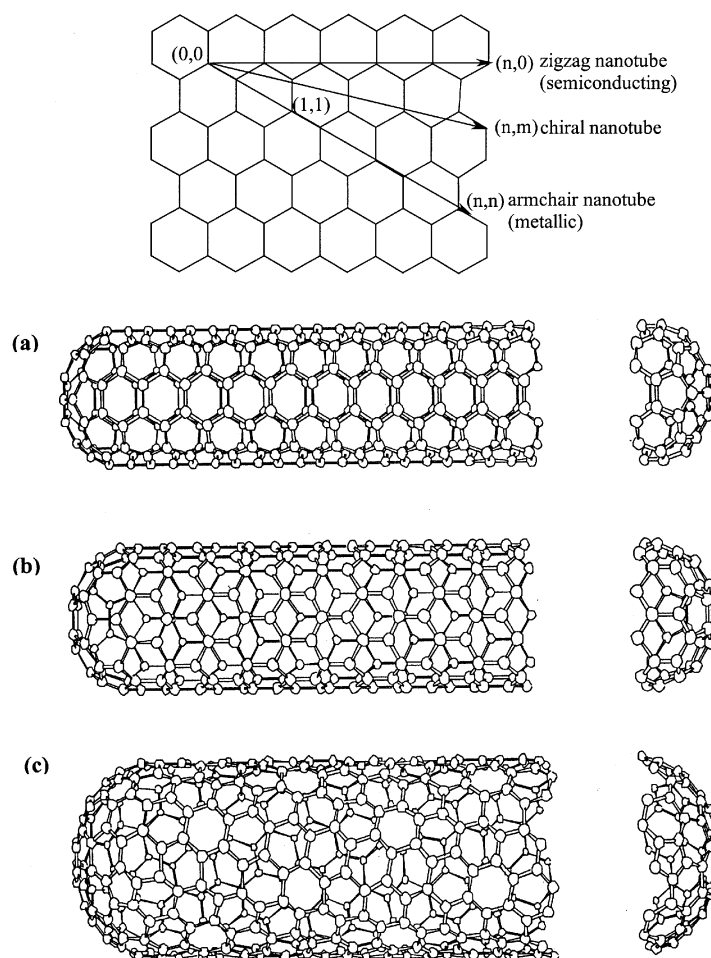 (0,0
(n,0) zigzag nanotube
(semiconducting)
(1,1)
(n,m) chiral nanotube
(n,n) armchair nanotube
(metallic)
(a)
(b)
(c)